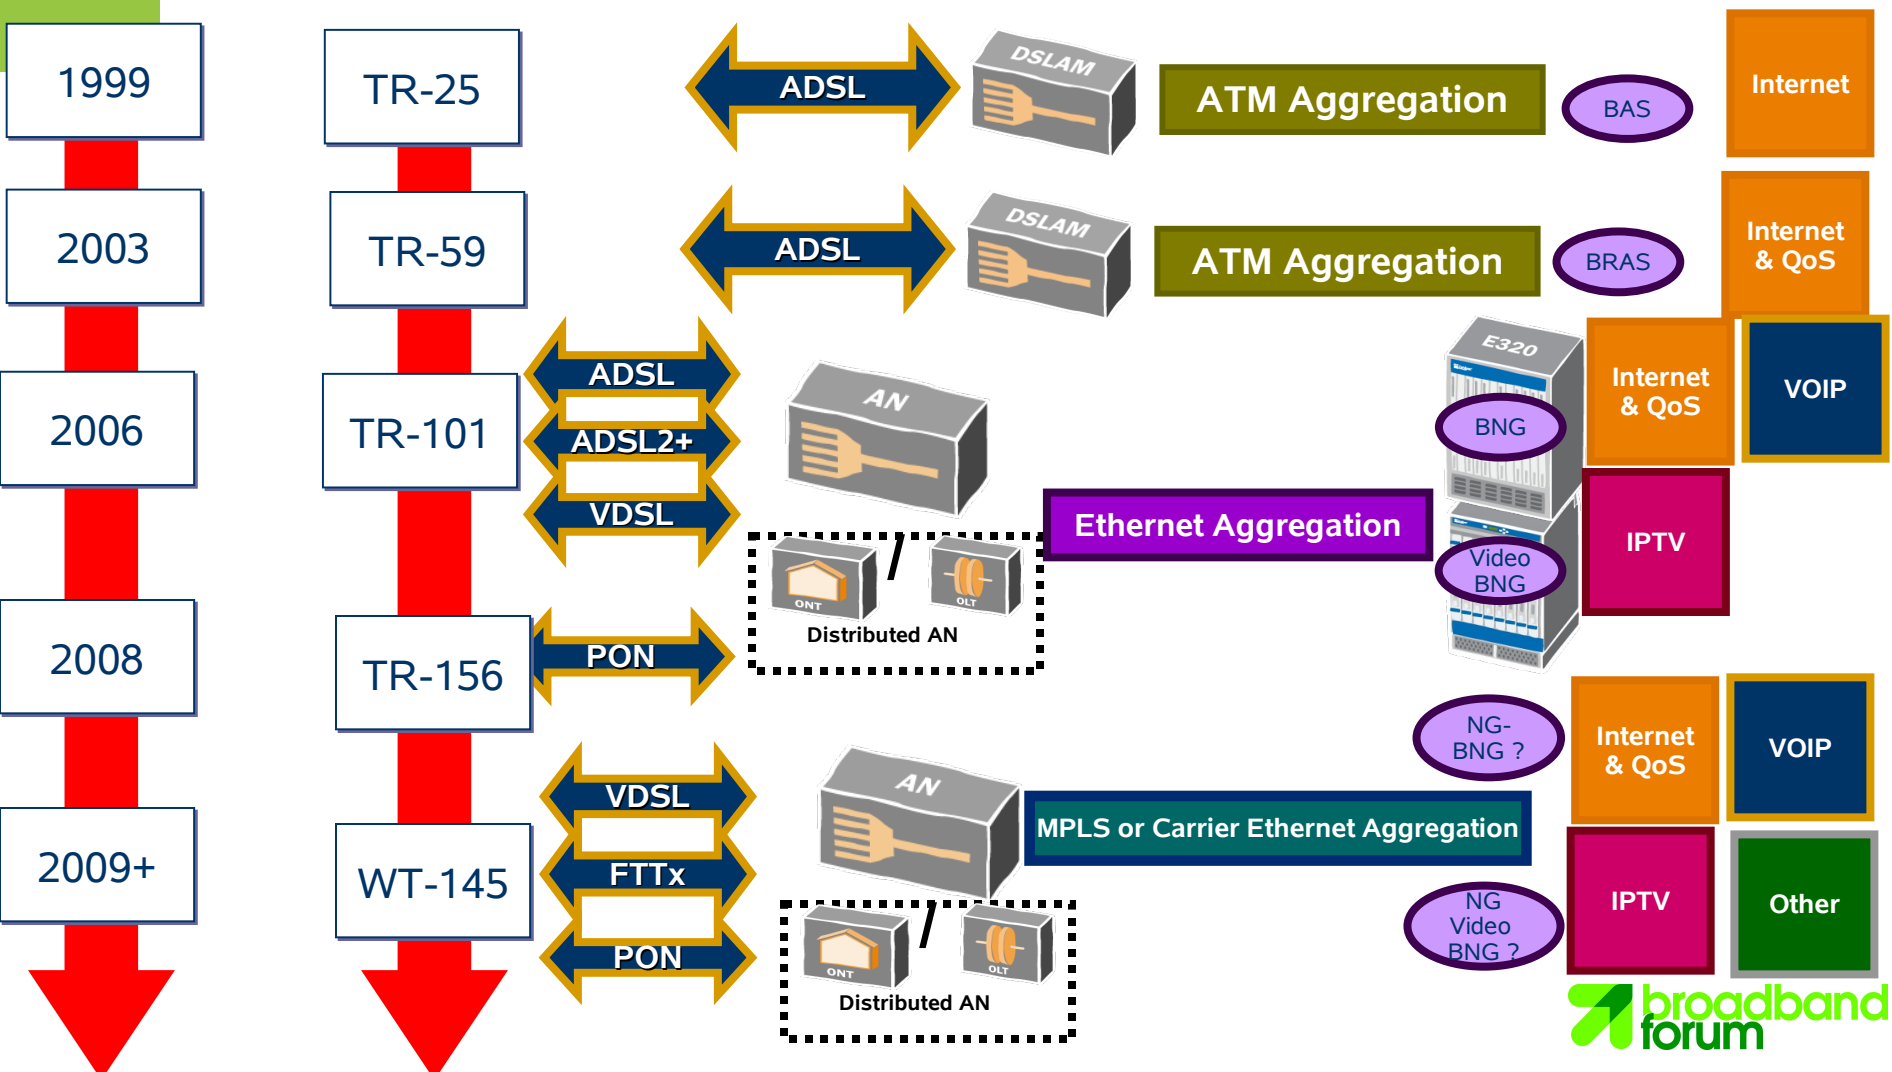 1999
TR-25
ADSL
DSLAM
ATM Aggregation
BAS
Internet
2003
TR-59
ADSL
DSLAM
ATM Aggregation
BRAS
Internet
& QoS
2006
TR-101
ADSL
ADSL2+
VDSL
AN
E320
BNG
Internet
& QoS
VOIP
Ethernet Aggregation
Video
BNG
IPTV
ONT
/
OLT
Distributed AN
2008
TR-156
PON
NG-
BNG ?
Internet
& QoS
VOIP
2009+
WT-145
VDSL
FTTx
PON
AN
MPLS or Carrier Ethernet Aggregation
NG
Video
BNG ?
IPTV
Other
ONT
/
OLT
Distributed AN
broadband
forum